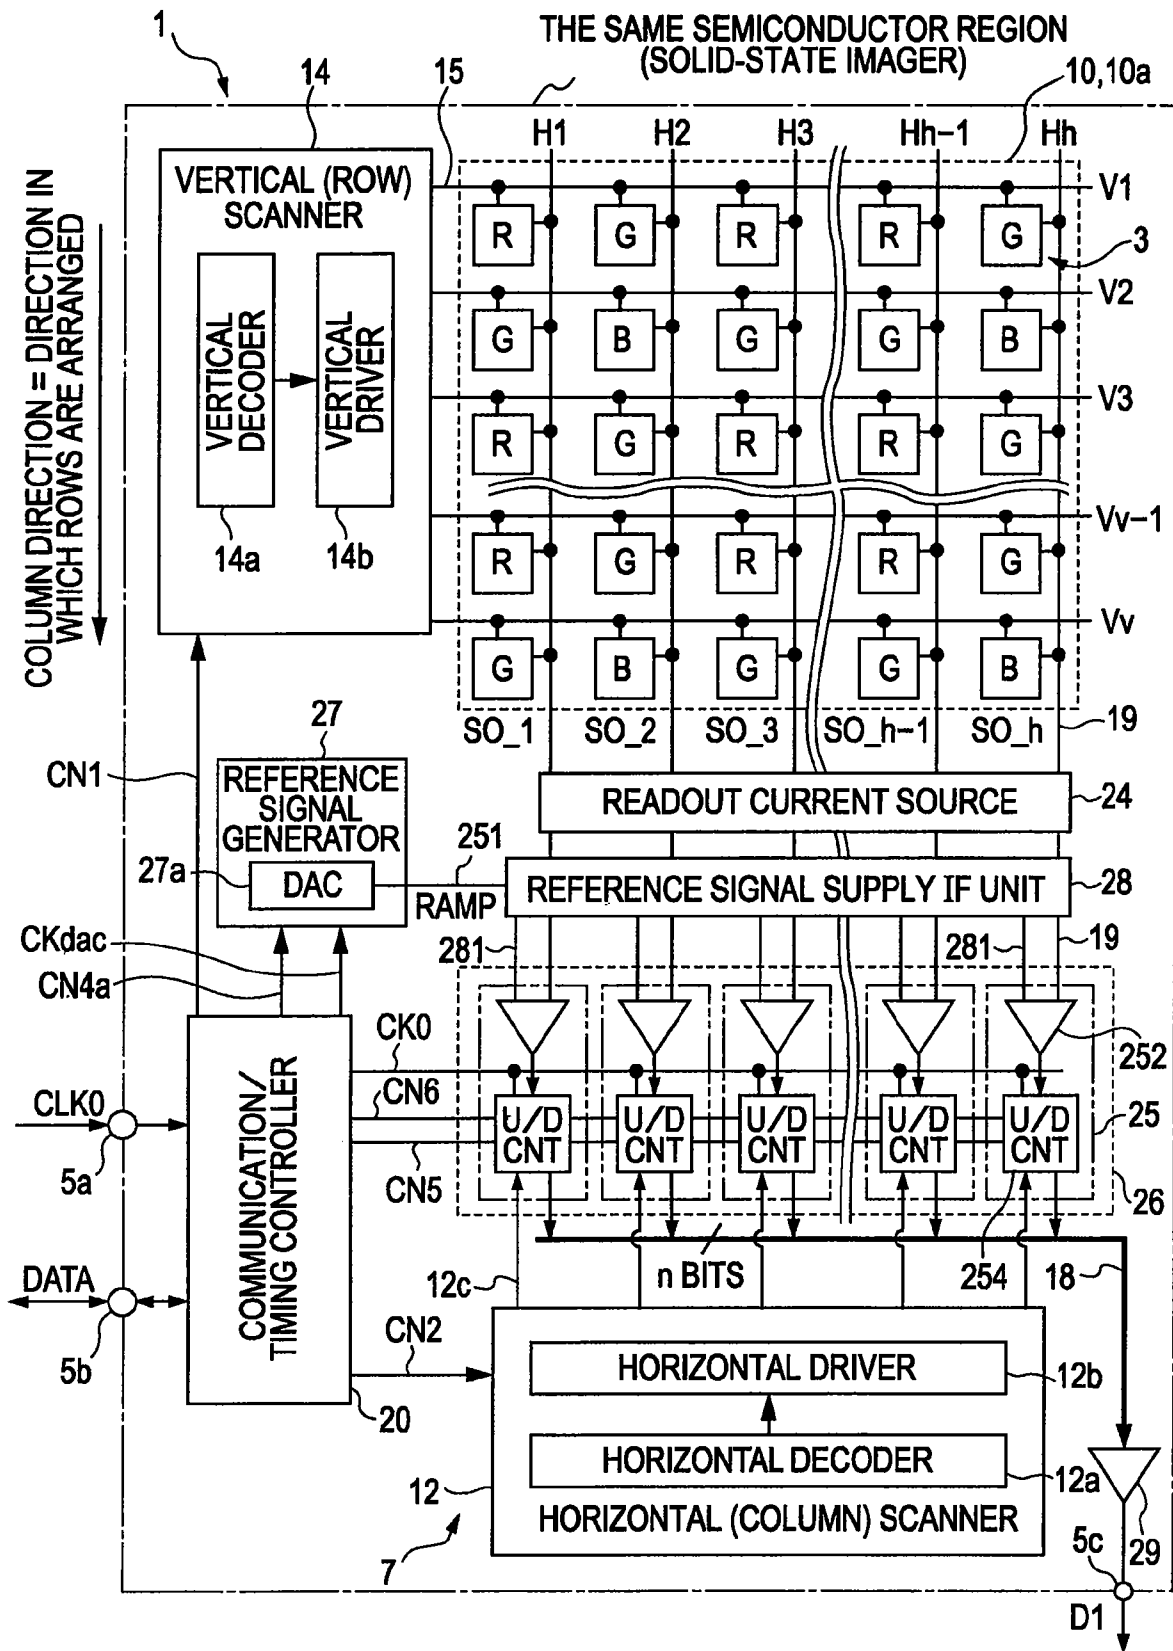 THE SAME SEMICONDUCTOR REGION
(SOLID-STATE IMAGER)
1
14
15
10,10a
H1 H2 H3 Hh-1 Hh
VERTICAL (ROW)
SCANNER
VERTICAL
DECODER
VERTICAL
DRIVER
14a
14b
COLUMN DIRECTION = DIRECTION IN
WHICH ROWS ARE ARRANGED
V1
R G R R G
3
V2
G B G G B
V3
R G R R G
Vv-1
R G R R G
Vv
G B G G B
SO_1 SO_2 SO_3 SO_h-1 SO_h
19
CN1
27
REFERENCE
SIGNAL
GENERATOR
27a
DAC
READOUT CURRENT SOURCE
24
251
RAMP
REFERENCE SIGNAL SUPPLY IF UNIT
28
CKdac
CN4a
281
281
19
CK0
252
CN6
CN5
U/D
CNT
U/D
CNT
U/D
CNT
U/D
CNT
U/D
CNT
25
26
CLK0
5a
COMMUNICATION/
TIMING CONTROLLER
DATA
5b
20
12c
n BITS
254
18
CN2
HORIZONTAL DRIVER
12b
HORIZONTAL DECODER
12a
12
HORIZONTAL (COLUMN) SCANNER
7
29
5c
D1